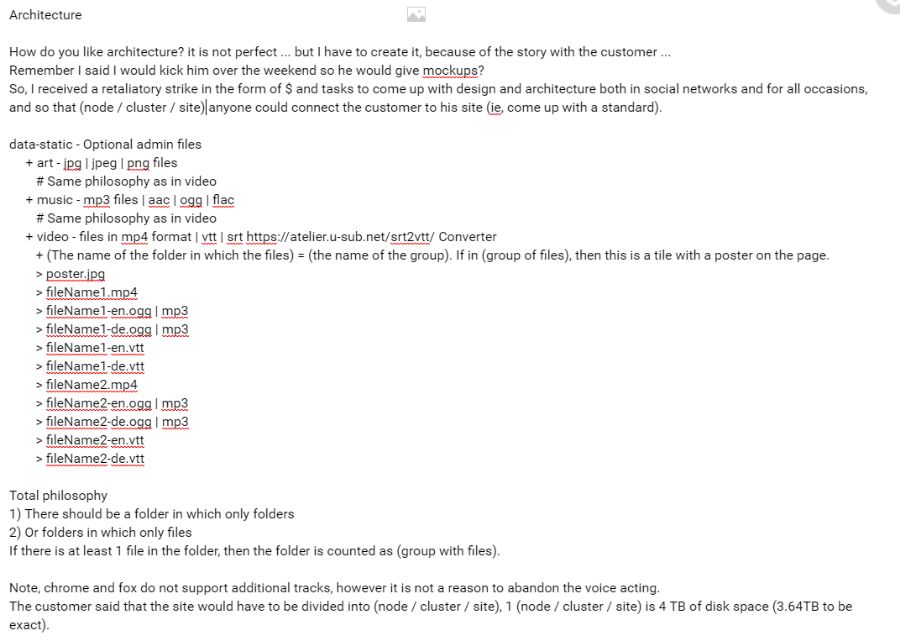 Architecture
How do you like architecture? it is not perfect ... but I have to create it, because of the story with the customer ...
Remember I said I would kick him over the weekend so he would give mockups?
So, I received a retaliatory strike in the form of $ and tasks to come up with design and architecture both in social networks and for all occasions,
and so that (node / cluster / site) anyone could connect the customer to his site (ie, come up with a standard).
data-static - Optional admin files
+ art - jpg | jpeg | png files
# Same philosophy as in video
+ music - mp3 files | aac | ogg | flac
# Same philosophy as in video
+ video - files in mp4 format | vtt | srt https://atelier.u-sub.net/srt2vtt/ Converter
+ (The name of the folder in which the files) = (the name of the group). If in (group of files), then this is a tile with a poster on the page.
> poster.jpg
> fileName1.mp4
> fileName1-en.ogg | mp3
> fileName1-de.ogg | mp3
> fileName1-en.vtt
> fileName1-de.vtt
> fileName2.mp4
> fileName2-en.ogg | mp3
> fileName2-de.ogg | mp3
> fileName2-en.vtt
> fileName2-de.vtt
Total philosophy
1) There should be a folder in which only folders
2) Or folders in which only files
If there is at least 1 file in the folder, then the folder is counted as (group with files).
Note, chrome and fox do not support additional tracks, however it is not a reason to abandon the voice acting.
The customer said that the site would have to be divided into (node / cluster / site), 1 (node / cluster / site) is 4 TB of disk space (3.64TB to be
exact).